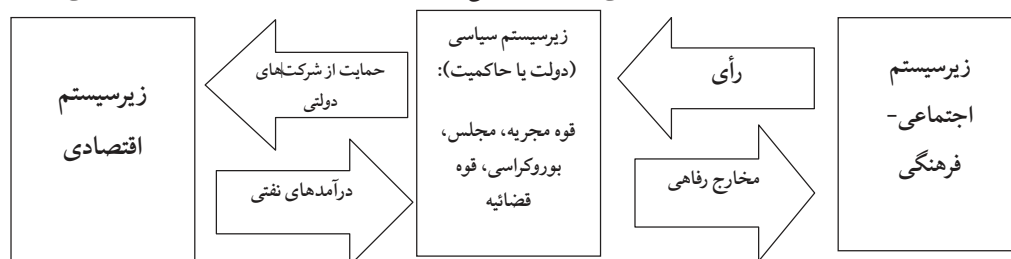 زیرسیستم
اجتماعی-
فرهنگی
رأی
مخارج رفاهی
زیرسیستم سیاسی
(دولت یا حاکمیت):
قوه مجریه، مجلس،
بوروکراسی، قوه
قضائیه
حمایت از شرکت‌های
دولتی
درآمدهای نفتی
زیرسیستم
اقتصادی